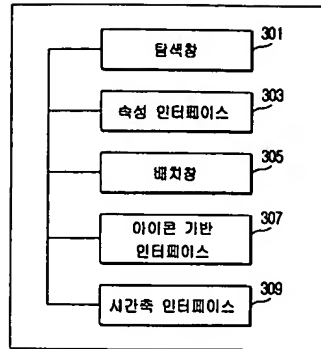 탐색창
301
속성 인터페이스
303
배치창
305
아이콘 기반
인터페이스
307
시간축 인터페이스
309